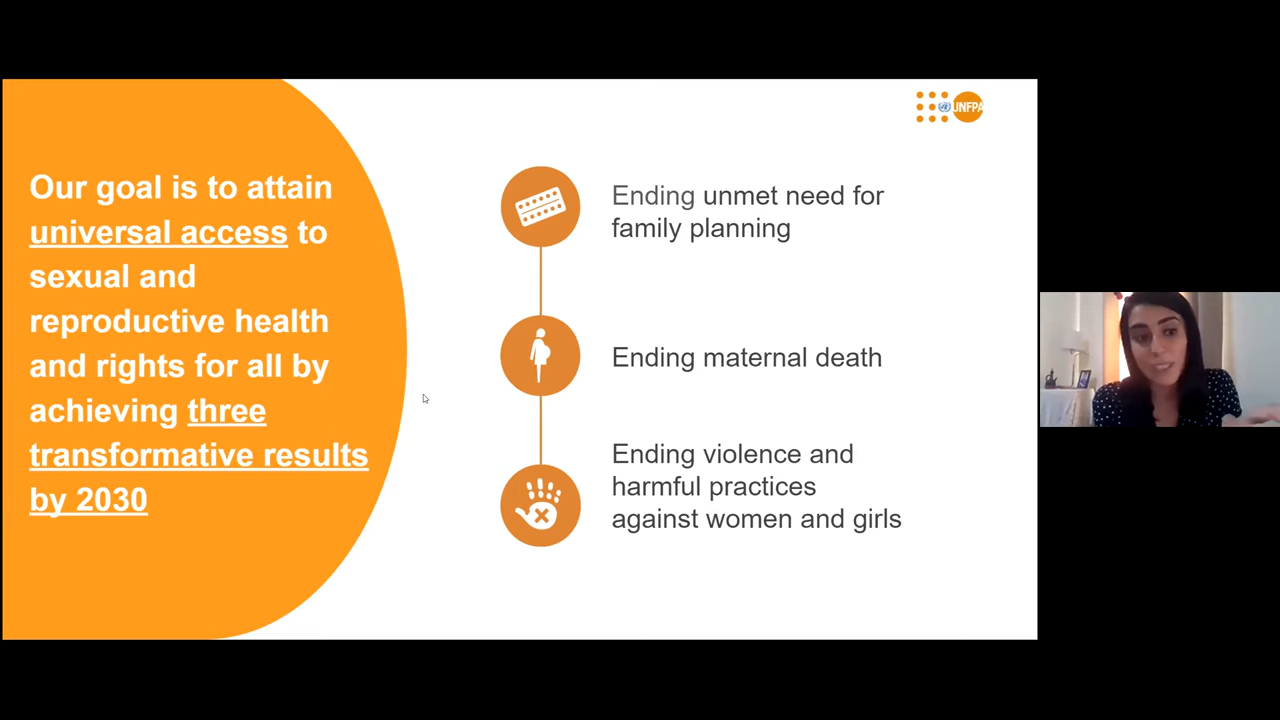 Our goal is to attain
universal access to
sexual and
reproductive health
and rights for all by
achieving three
transformative results
by 2030
UNFPA
Ending unmet need for
family planning
Ending maternal death
Ending violence and
harmful practices
against women and girls